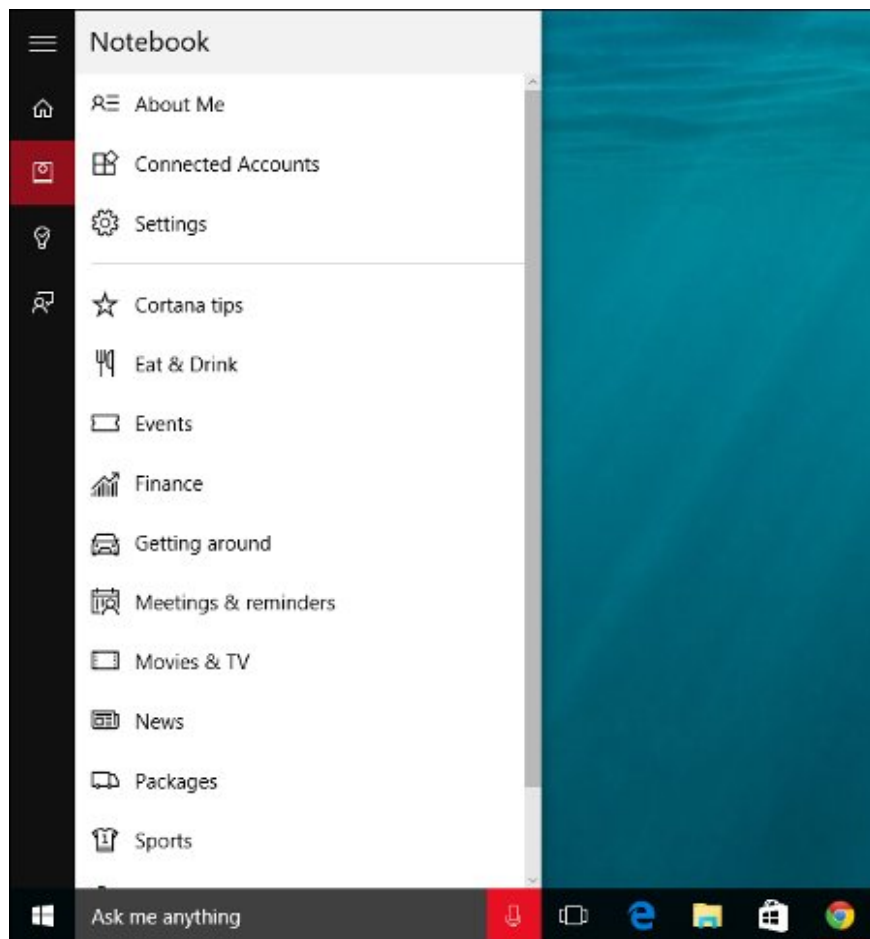 Notebook
About Me
Connected Accounts
Settings
Cortana tips
Eat & Drink
Events
Finance
Getting around
Meetings & reminders
Movies & TV
News
Packages
Sports
Ask me anything